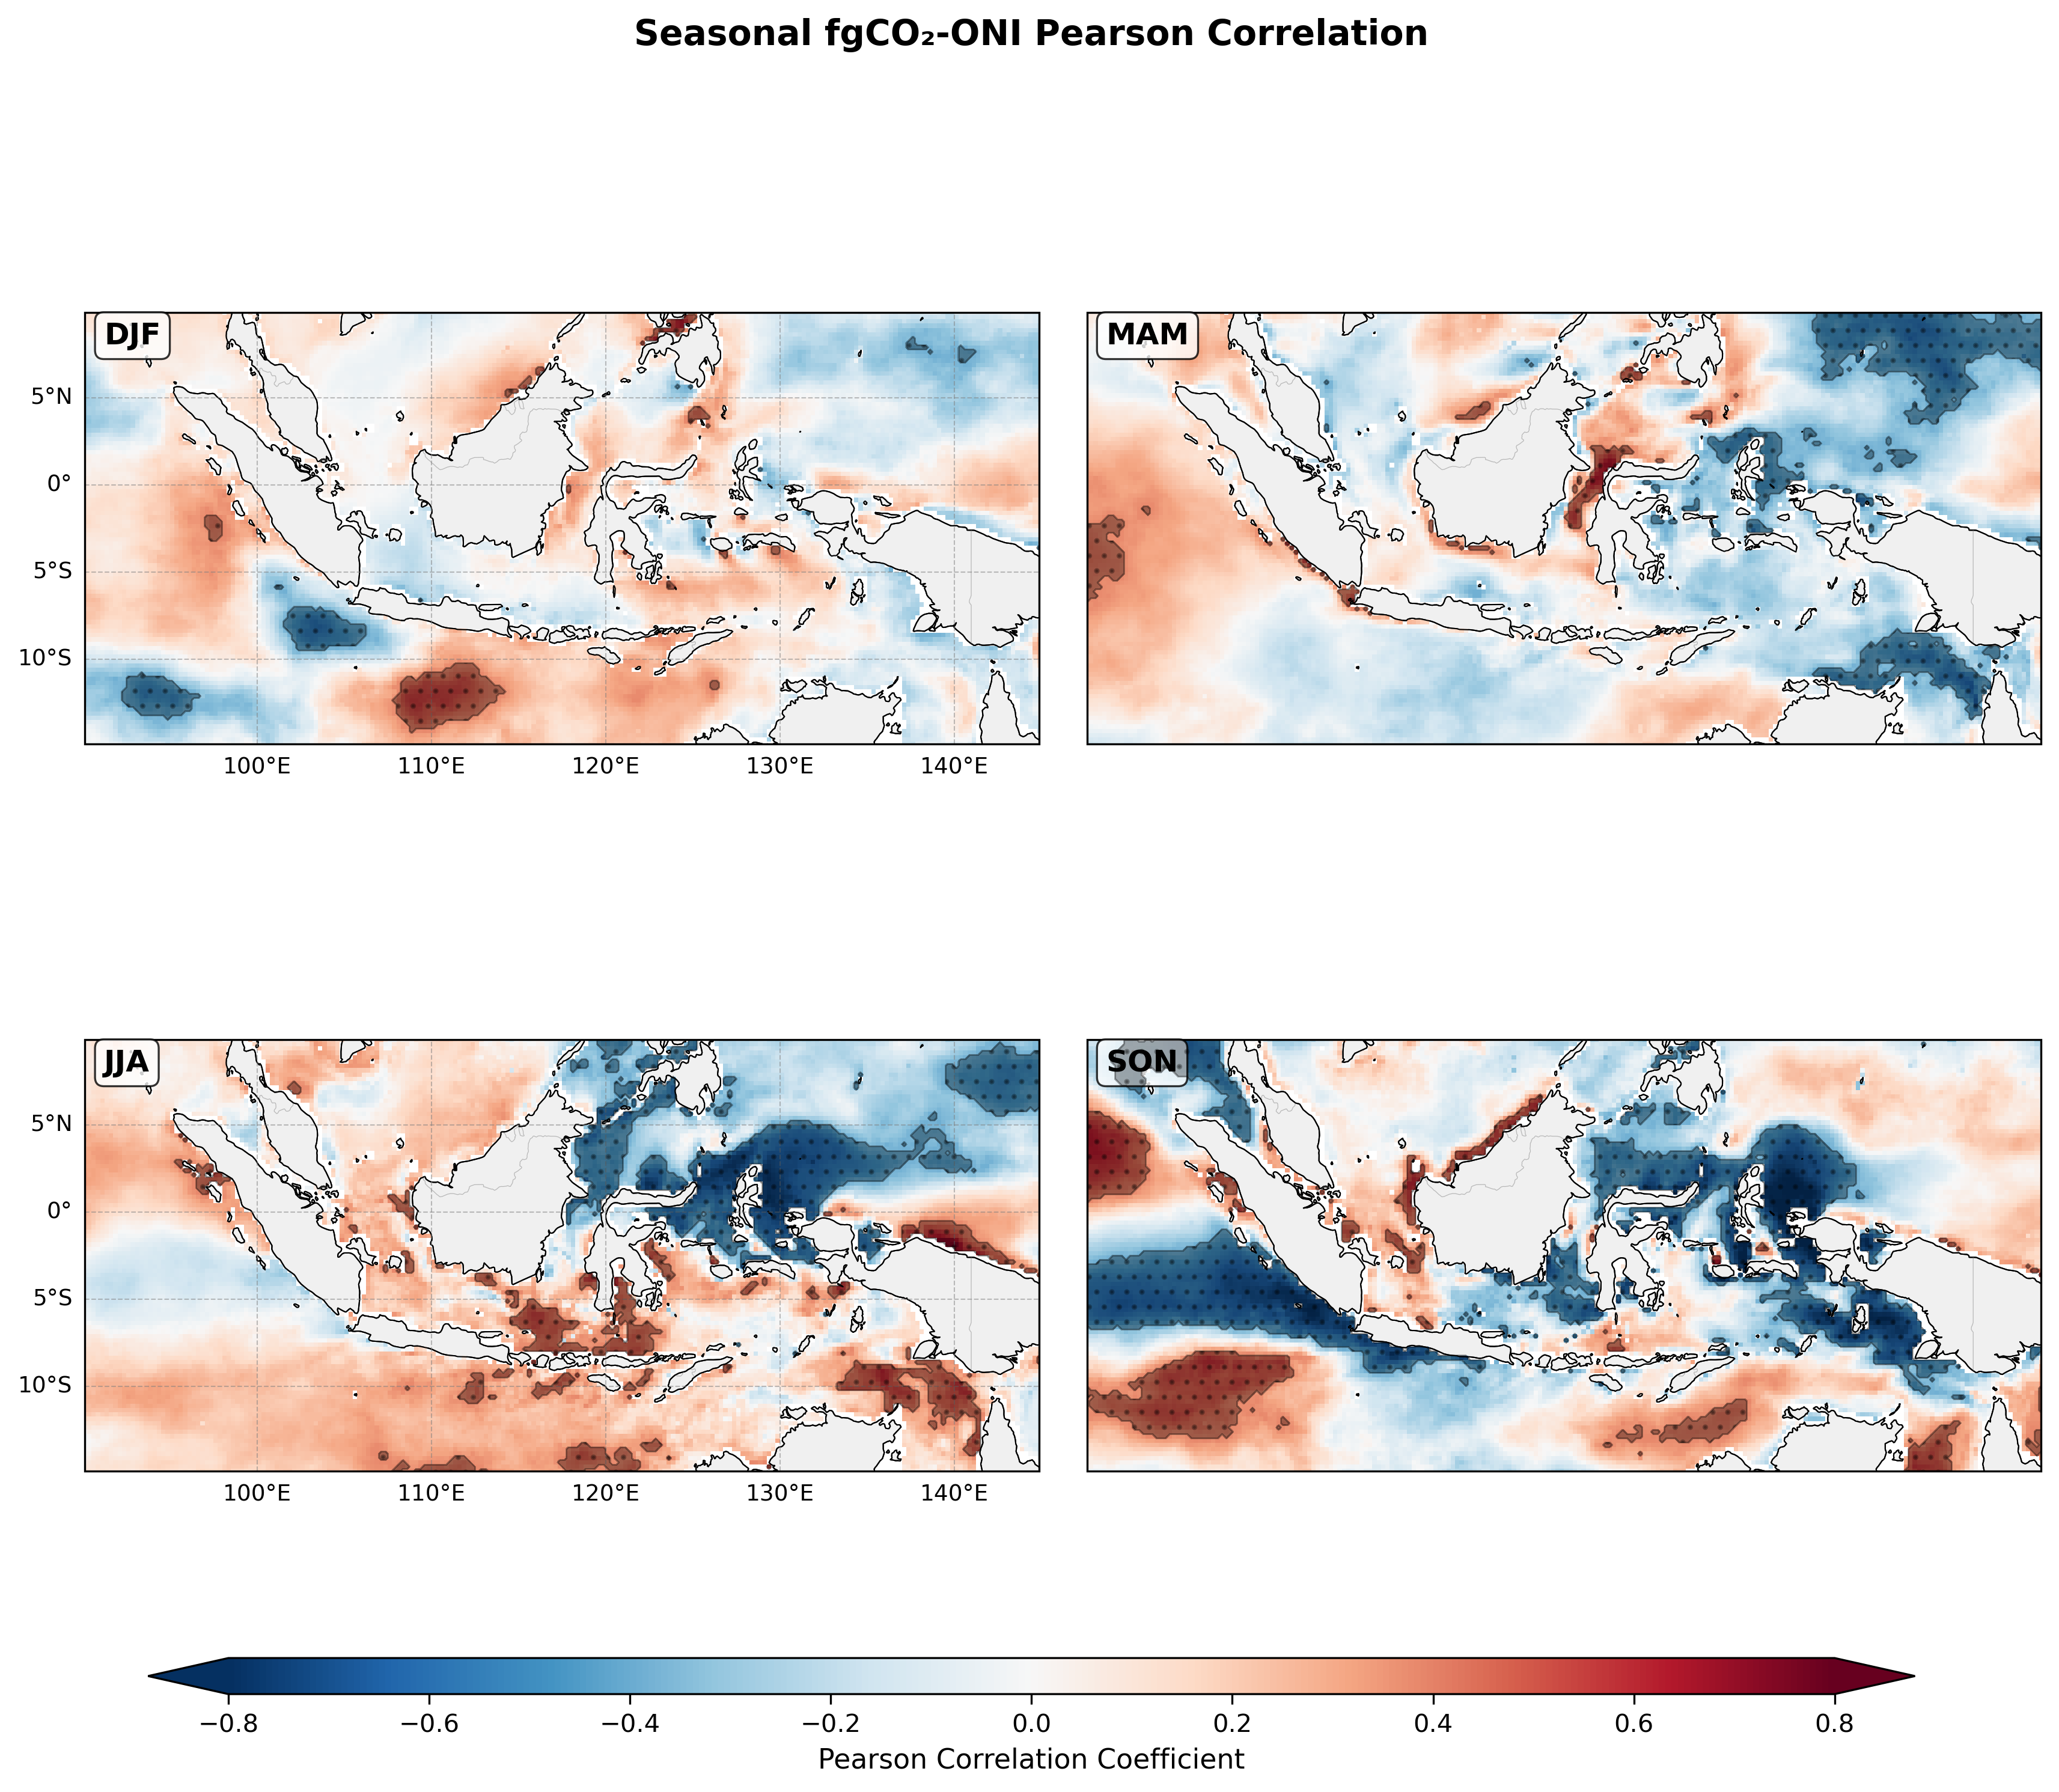 Seasonal fgCO₂-ONI Pearson Correlation
DJF
MAM
5°N
0°
5°S
10°S
100°E 110°E 120°E 130°E 140°E
JJA
SON
5°N
0°
5°S
10°S
100°E 110°E 120°E 130°E 140°E
−0.8 −0.6 −0.4 −0.2 0.0 0.2 0.4 0.6 0.8
Pearson Correlation Coefficient